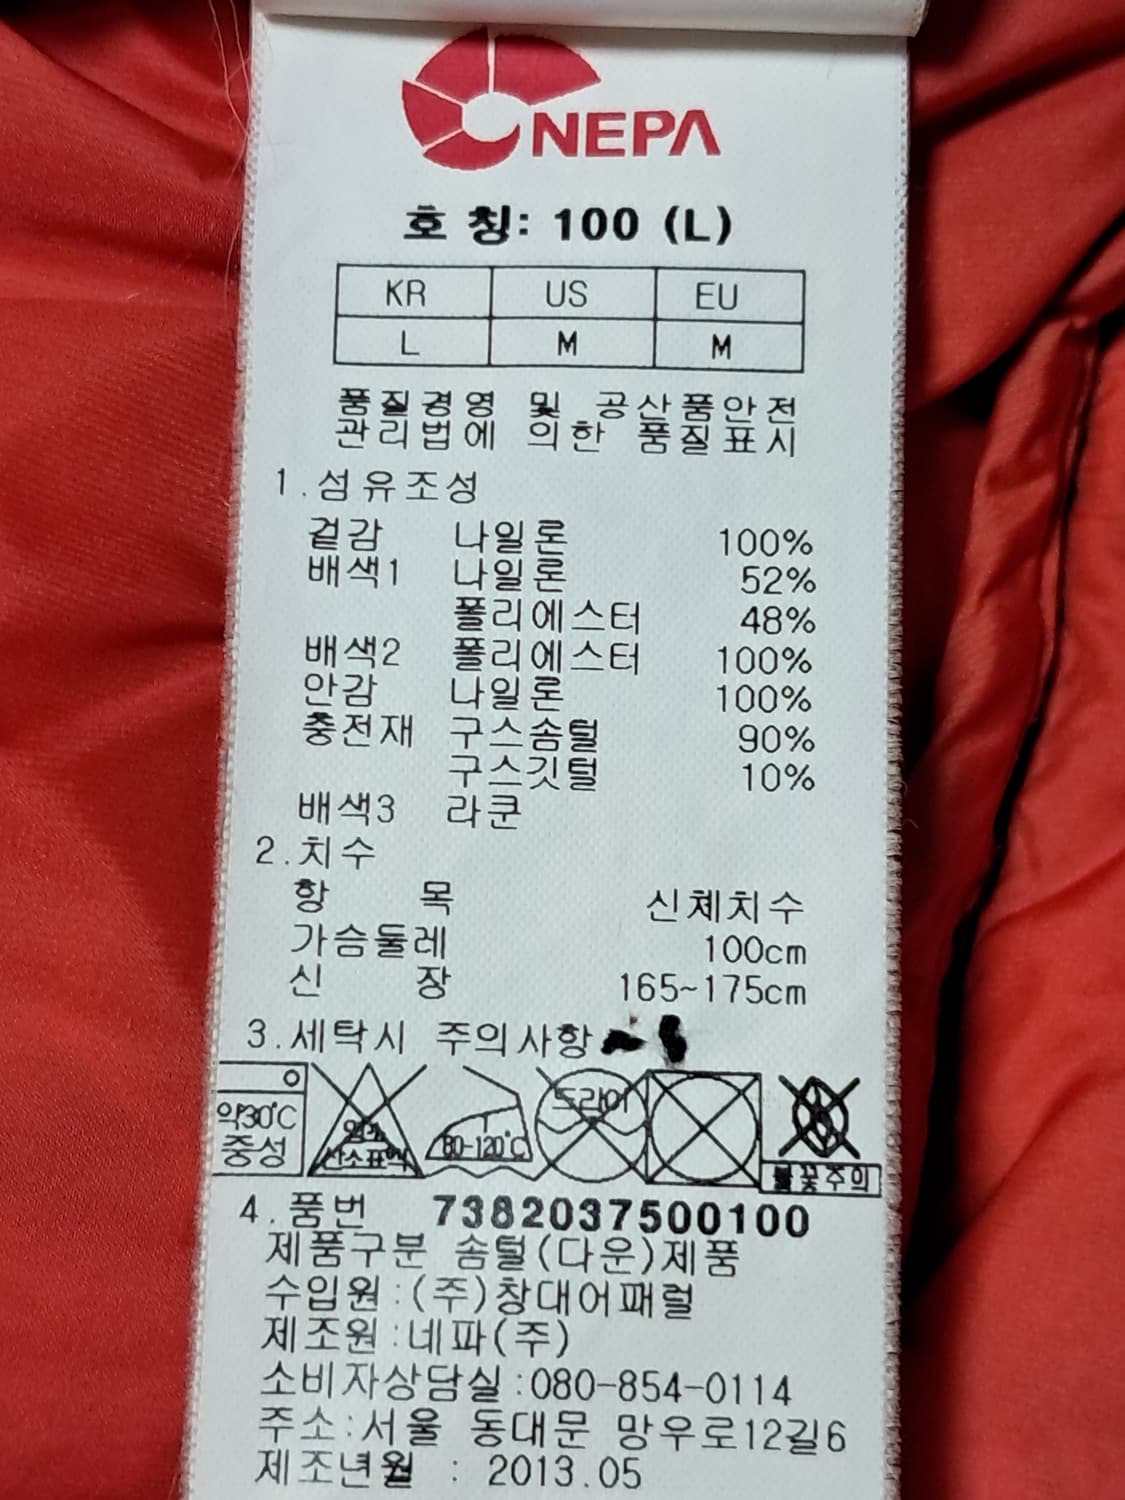 NEPA
호 칭: 100 (L)
KR US EU
L M M
품질경영 및 공산품안전
관리법에 의한 품질표시
1.섬유조성
겉감 나일론 100%
배색1 나일론 52%
폴리에스터 48%
배색2 폴리에스터 100%
안감 나일론 100%
충전재 구스솜털 90%
구스깃털 10%
배색3 라쿤
2.치수
항 목 신체치수
가슴둘레 100cm
신 장 165~175cm
3.세탁시 주의사항
약30℃
중성
염소
산소표백
80-120℃
드라이
불꽃주의
4.품번 7382037500100
제품구분 솜털(다운)제품
수입원:(주)창대어패럴
제조원:네파(주)
소비자상담실:080-854-0114
주소:서울 동대문 망우로12길6
제조년월 : 2013.05